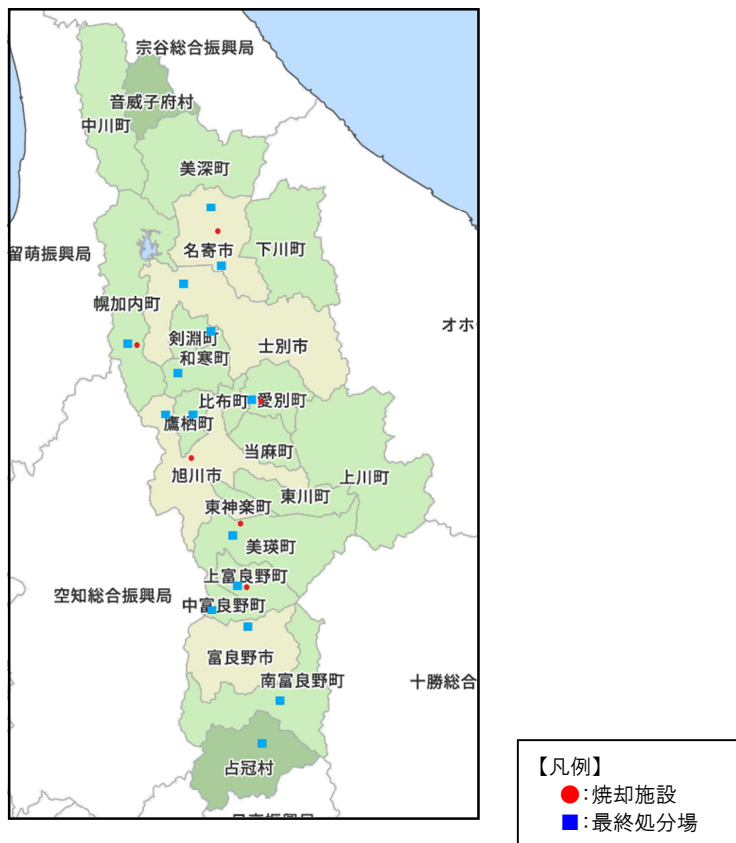 宗谷総合振興局
音威子府村
中川町
美深町
名寄市
下川町
留萌振興局
幌加内町
オホ
剣淵町
士別市
和寒町
比布町
愛別町
鷹栖町
当麻町
旭川市
上川町
東川町
東神楽町
美瑛町
上富良野町
空知総合振興局
中富良野町
富良野市
南富良野町
十勝総合
占冠村
【凡例】
:焼却施設
:最終処分場